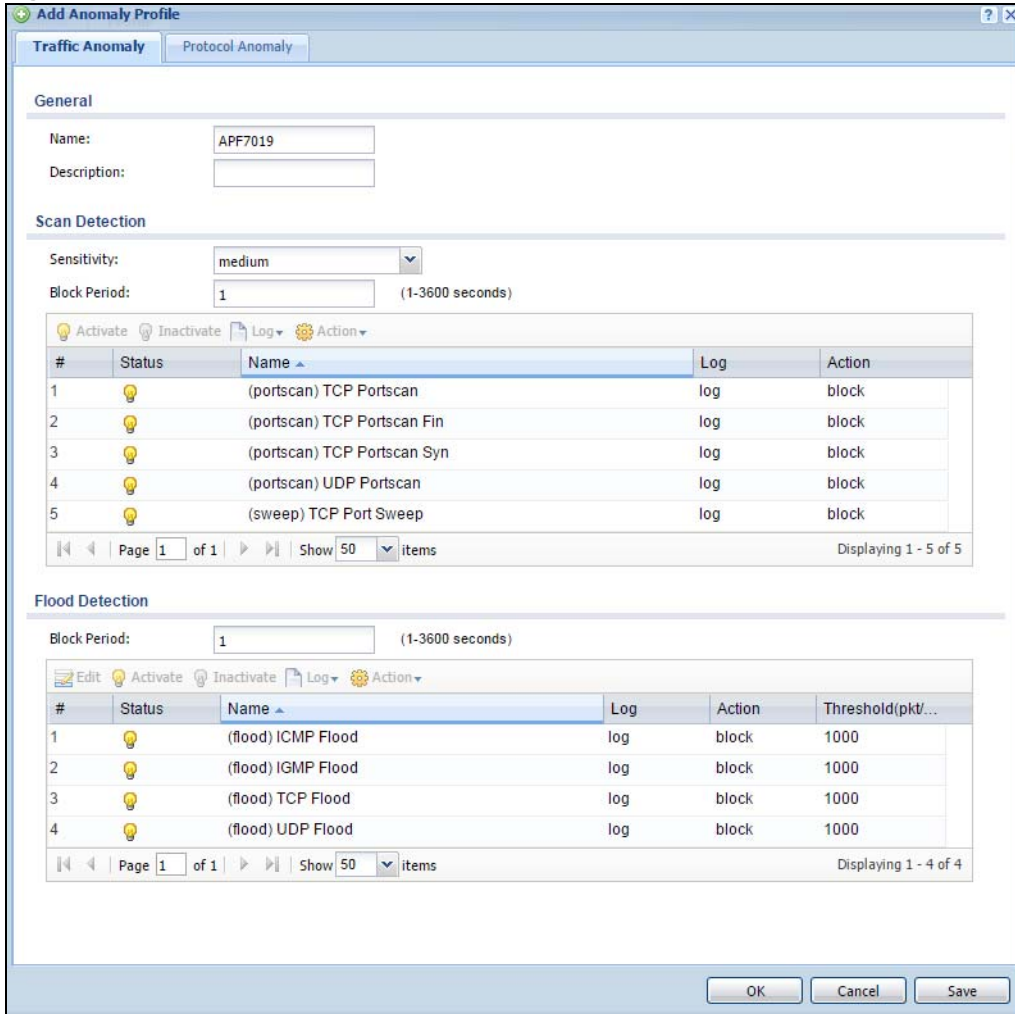 Add Anomaly Profile ? X
Traffic Anomaly Protocol Anomaly
General
Name: APF7019
Description:
Scan Detection
Sensitivity: medium
Block Period: 1 (1-3600 seconds)
Activate Inactivate Log Action
# Status Name Log Action
1 (portscan) TCP Portscan log block
2 (portscan) TCP Portscan Fin log block
3 (portscan) TCP Portscan Syn log block
4 (portscan) UDP Portscan log block
5 (sweep) TCP Port Sweep log block
Page 1 of 1 Show 50 items Displaying 1 - 5 of 5
Flood Detection
Block Period: 1 (1-3600 seconds)
Edit Activate Inactivate Log Action
# Status Name Log Action Threshold(pkt/...
1 (flood) ICMP Flood log block 1000
2 (flood) IGMP Flood log block 1000
3 (flood) TCP Flood log block 1000
4 (flood) UDP Flood log block 1000
Page 1 of 1 Show 50 items Displaying 1 - 4 of 4
OK Cancel Save